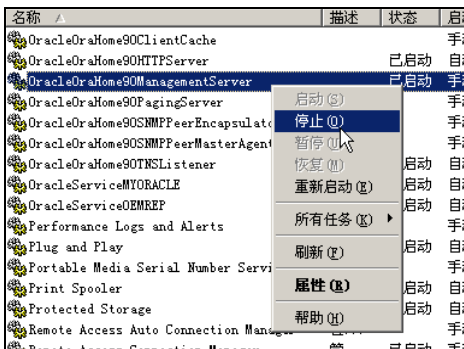 名称 描述 状态 启
OracleOraHome90ClientCache 手
OracleOraHome90HTTPServer 已启动 自
OracleOraHome90ManagementServer 已启动 手
OracleOraHome90PagingServer 手
OracleOraHome90SNMPPeerEncapsulato 手
OracleOraHome90SNMPPeerMasterAgent 手
OracleOraHome90TNSListener 启动 自
OracleServiceMYORACLE 启动 自
OracleServiceOEMREP 启动 自
Performance Logs and Alerts 手
Plug and Play 启动 自
Portable Media Serial Number Servi 手
Print Spooler 启动 自
Protected Storage 启动 自
Remote Access Auto Connection Manager 手
启动(S)
停止(O)
暂停(U)
恢复(M)
重新启动(E)
所有任务(K)
刷新(F)
属性(R)
帮助(H)